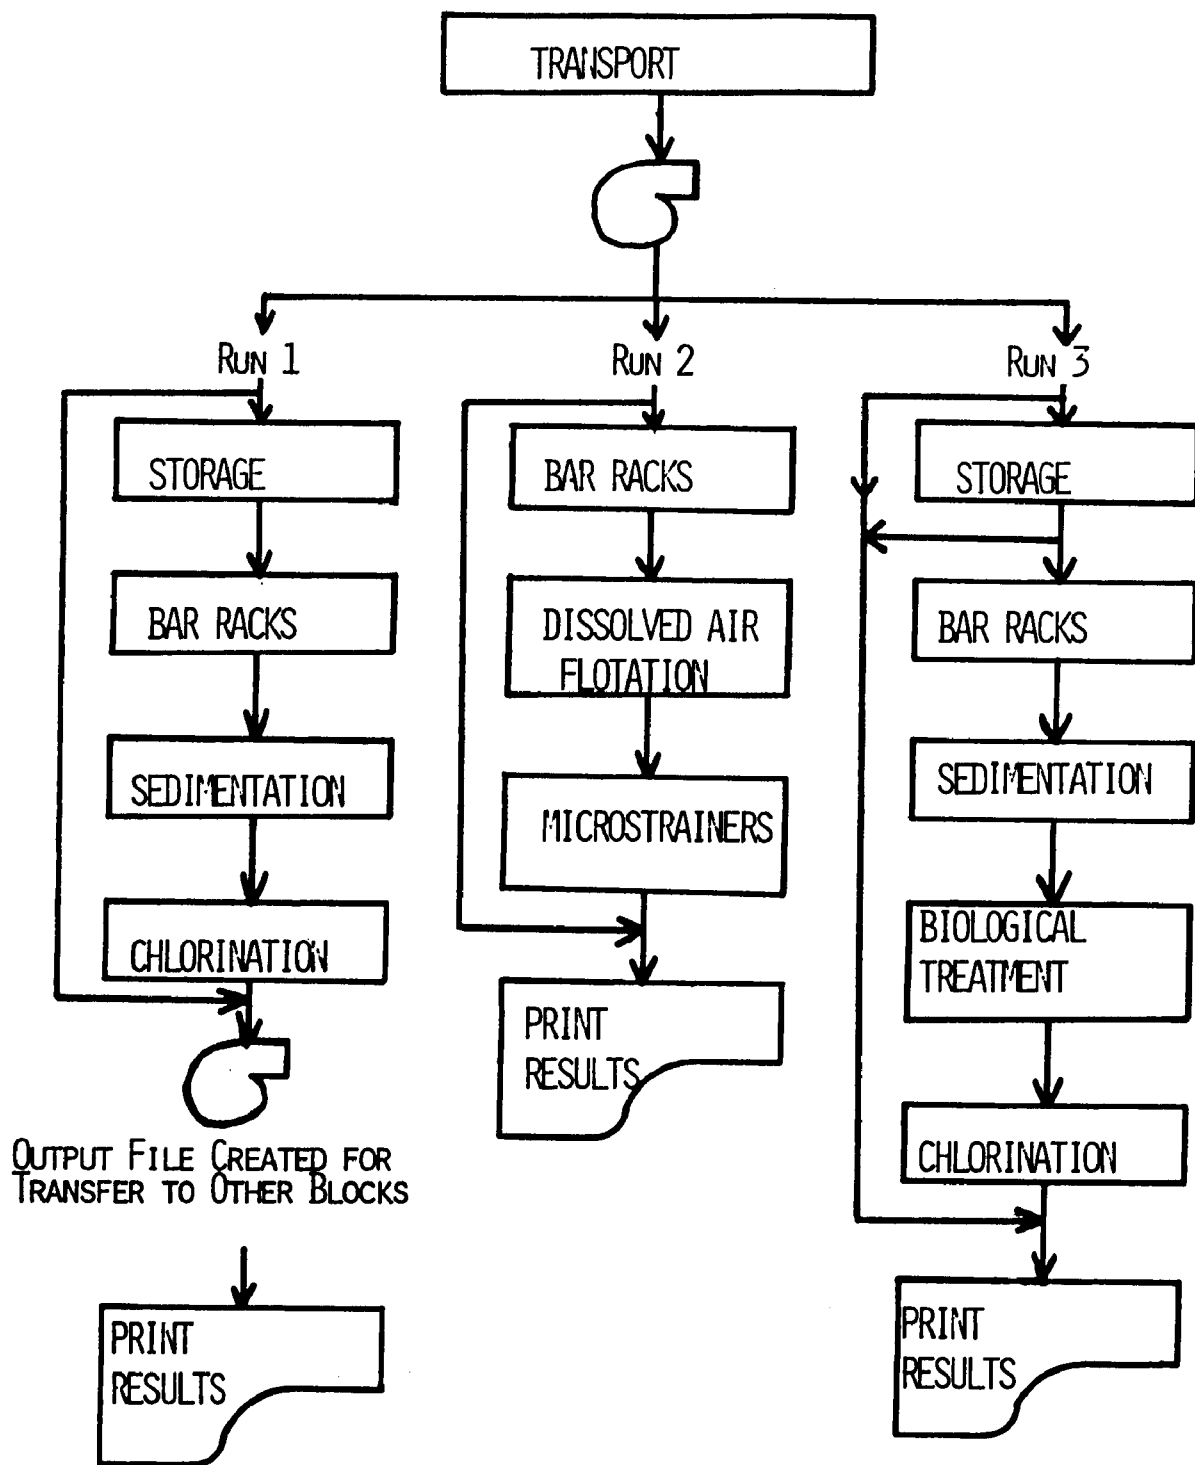 TRANSPORT
RUN 1
STORAGE
BAR RACKS
SEDIMENTATION
CHLORINATION
OUTPUT FILE CREATED FOR
TRANSFER TO OTHER BLOCKS
PRINT
RESULTS
RUN 2
BAR RACKS
DISSOLVED AIR
FLOTATION
MICROSTRAINERS
PRINT
RESULTS
RUN 3
STORAGE
BAR RACKS
SEDIMENTATION
BIOLOGICAL
TREATMENT
CHLORINATION
PRINT
RESULTS